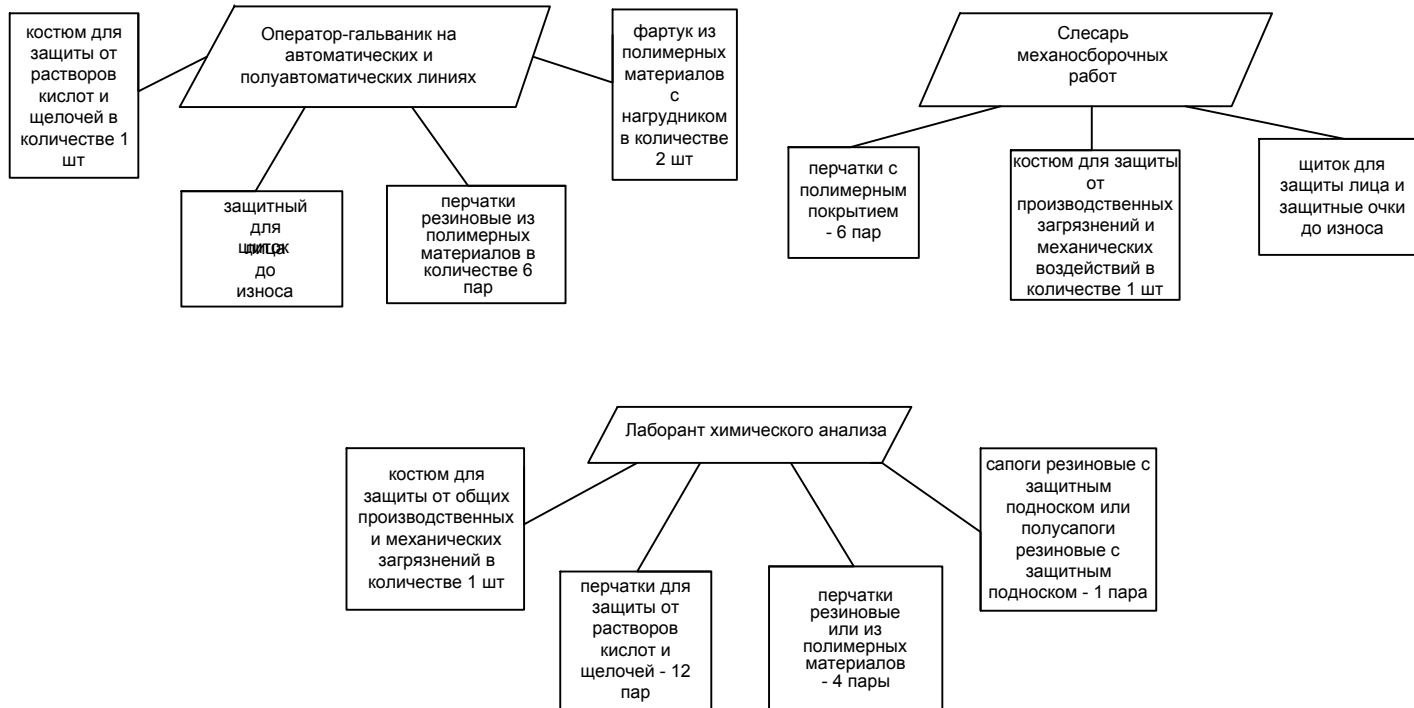 костюм для
защиты от
растворов
кислот и
щелочей в
количестве 1
шт
Оператор-гальваник на
автоматических и
полуавтоматических линиях
фартук из
полимерных
материалов
с
нагрудником
в количестве
2 шт
защитный
для
щиток
лица
до
износа
перчатки
резиновые из
полимерных
материалов в
количестве 6
пар
Слесарь
механосборочных
работ
перчатки с
полимерным
покрытием
- 6 пар
костюм для защиты
от
производственных
загрязнений и
механических
воздействий в
количестве 1 шт
щиток для
защиты лица и
защитные очки
до износа
Лаборант химического анализа
костюм для
защиты от общих
производственных
и механических
загрязнений в
количестве 1 шт
перчатки для
защиты от
растворов
кислот и
щелочей - 12
пар
перчатки
резиновые
или из
полимерных
материалов
- 4 пары
сапоги резиновые с
защитным
подноском или
полусапоги
резиновые с
защитным
подноском - 1 пара